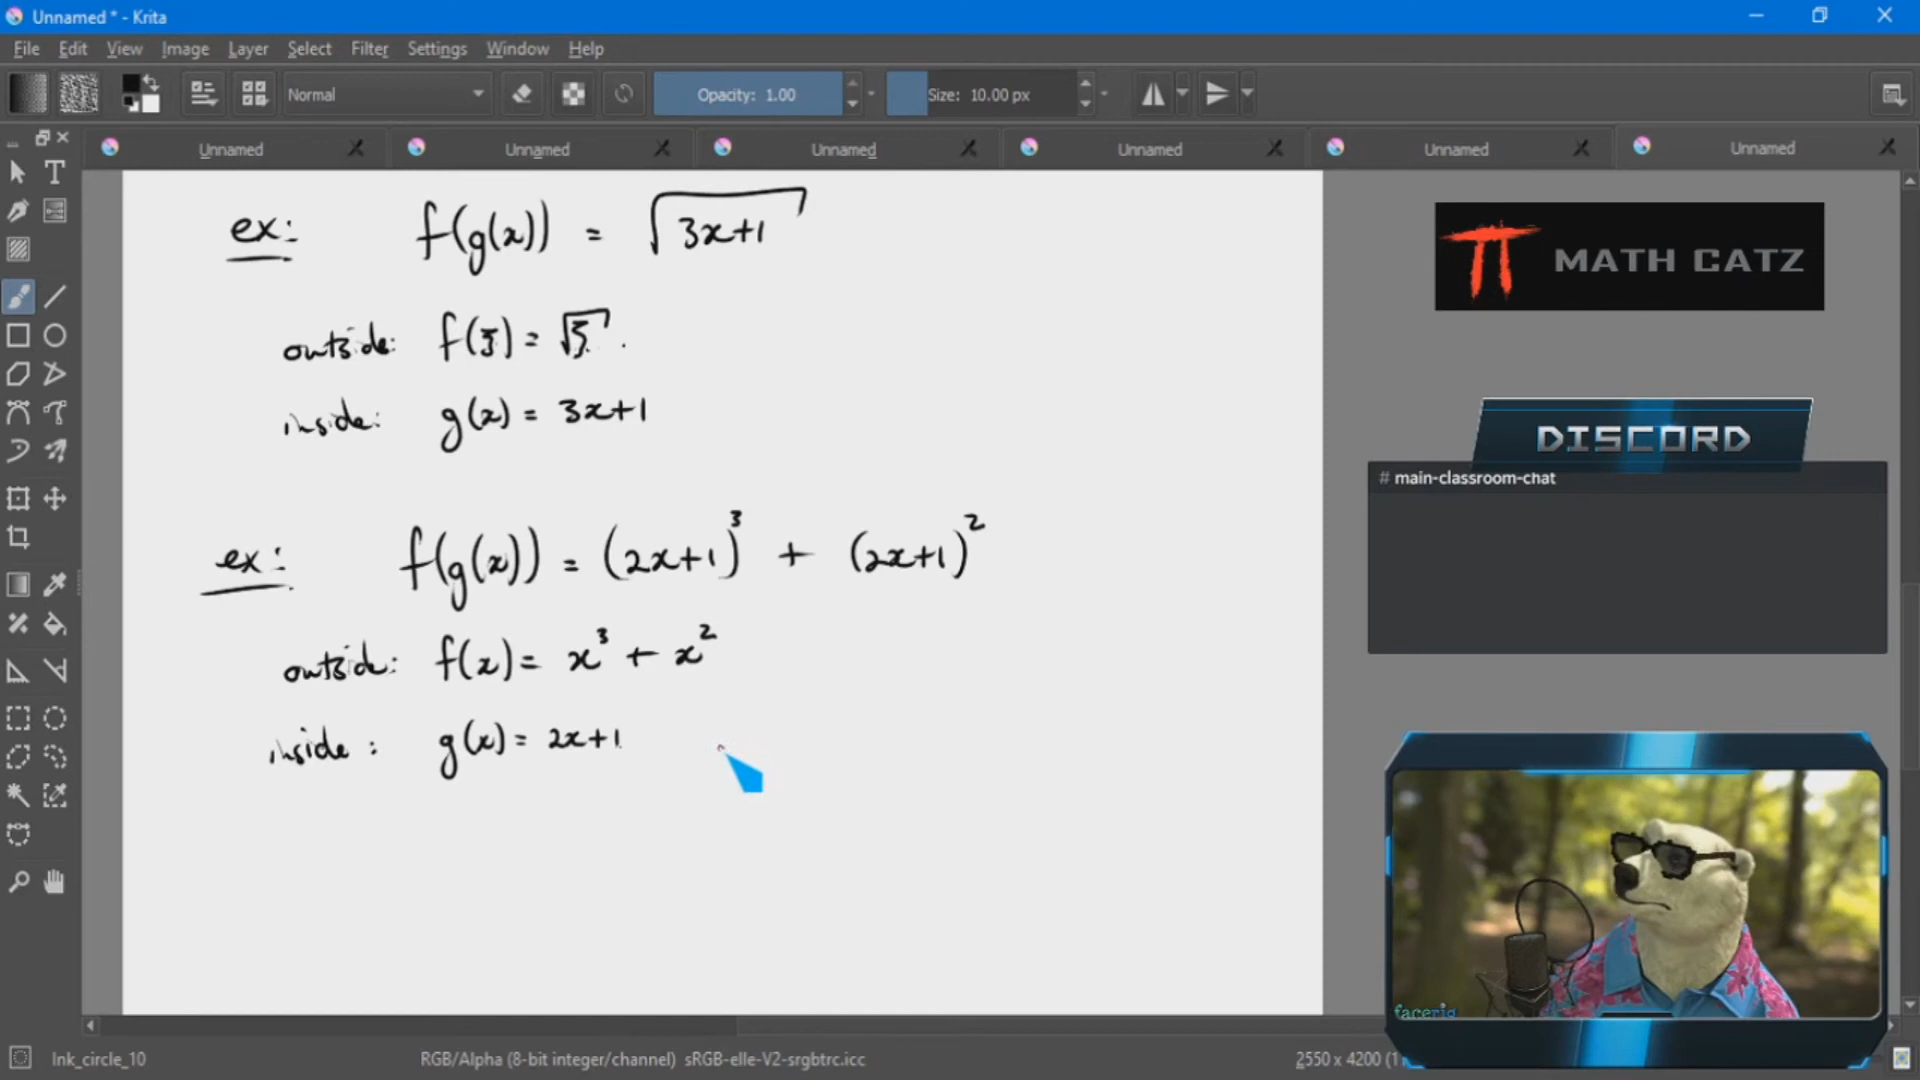 Unnamed * - Krita
File Edit View Image Layer Select Filter Settings Window Help
Normal Opacity: 1.00 Size: 10.00 px
Unnamed Unnamed Unnamed Unnamed Unnamed Unnamed
ex: f(g(x)) = √3x+1
outside: f(ξ) = √ξ .
inside: g(x) = 3x+1
ex: f(g(x)) = (2x+1)³ + (2x+1)²
outside: f(x) = x³ + x²
inside: g(x) = 2x+1
MATH CATZ
DISCORD
# main-classroom-chat
facerig
Ink_circle_10 RGB/Alpha (8-bit integer/channel) sRGB-elle-V2-srgbtrc.icc 2550 x 4200 (1